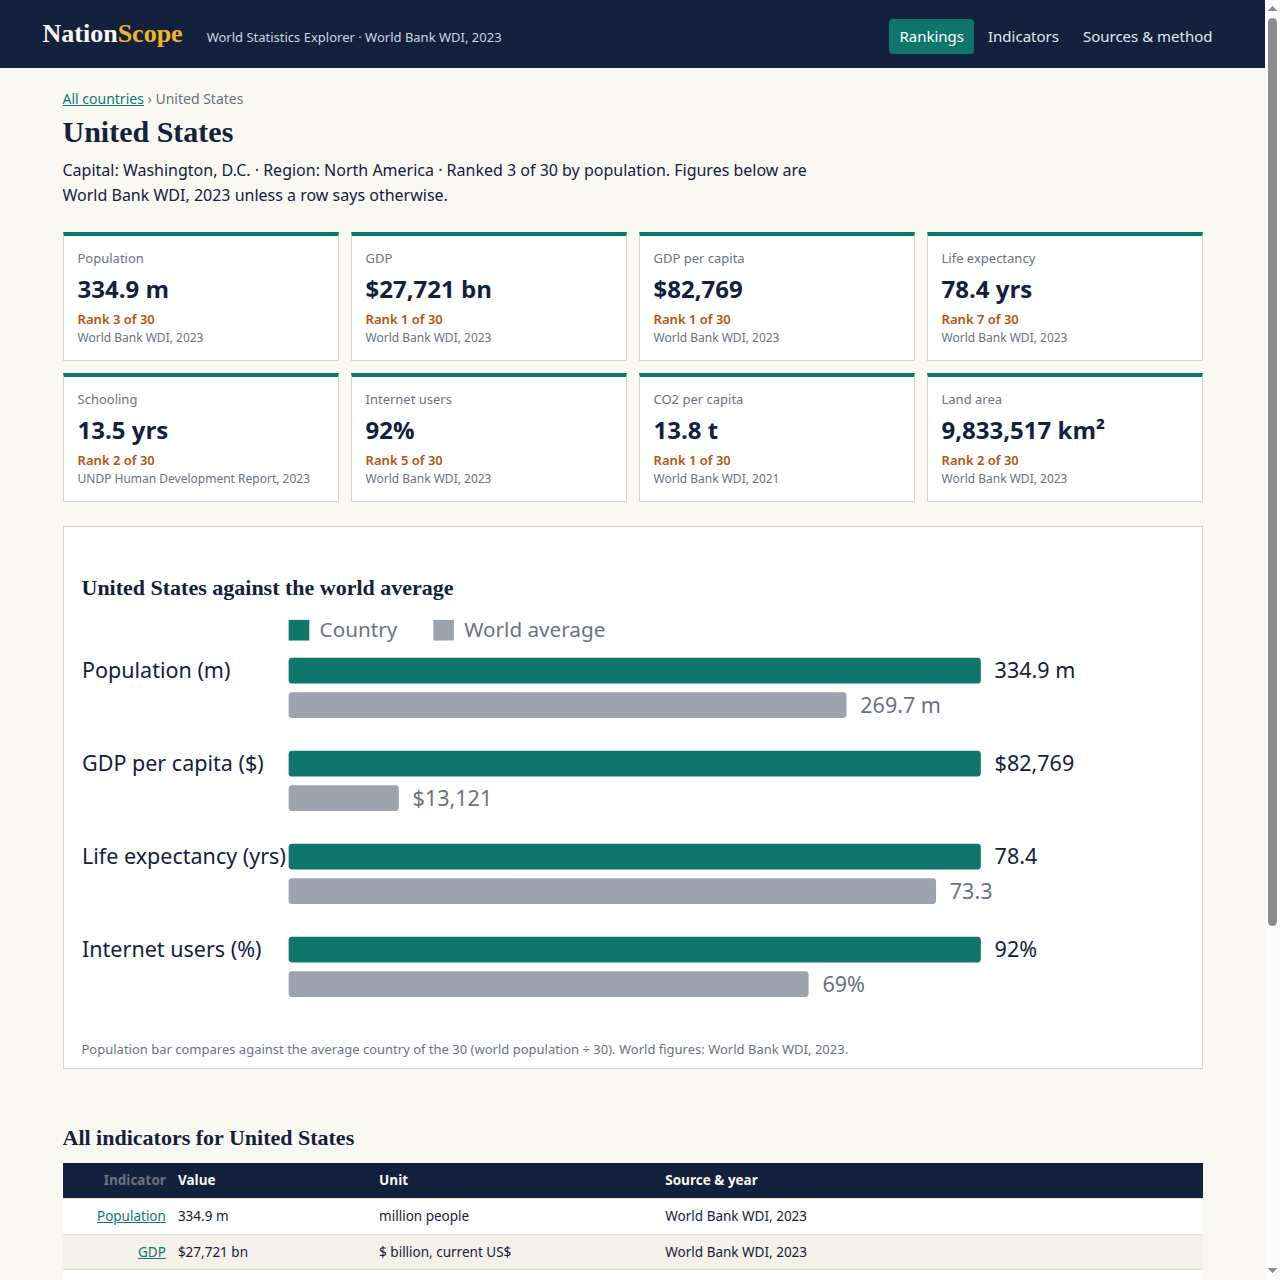 NationScope World Statistics Explorer · World Bank WDI, 2023 Rankings Indicators Sources & method
All countries › United States
United States
Capital: Washington, D.C. · Region: North America · Ranked 3 of 30 by population. Figures below are
World Bank WDI, 2023 unless a row says otherwise.
Population
334.9 m
Rank 3 of 30
World Bank WDI, 2023
GDP
$27,721 bn
Rank 1 of 30
World Bank WDI, 2023
GDP per capita
$82,769
Rank 1 of 30
World Bank WDI, 2023
Life expectancy
78.4 yrs
Rank 7 of 30
World Bank WDI, 2023
Schooling
13.5 yrs
Rank 2 of 30
UNDP Human Development Report, 2023
Internet users
92%
Rank 5 of 30
World Bank WDI, 2023
CO2 per capita
13.8 t
Rank 1 of 30
World Bank WDI, 2021
Land area
9,833,517 km²
Rank 2 of 30
World Bank WDI, 2023
United States against the world average
Country World average
Population (m) 334.9 m
269.7 m
GDP per capita ($) $82,769
$13,121
Life expectancy (yrs) 78.4
73.3
Internet users (%) 92%
69%
Population bar compares against the average country of the 30 (world population ÷ 30). World figures: World Bank WDI, 2023.
All indicators for United States
Indicator Value Unit Source & year
Population 334.9 m million people World Bank WDI, 2023
GDP $27,721 bn $ billion, current US$ World Bank WDI, 2023